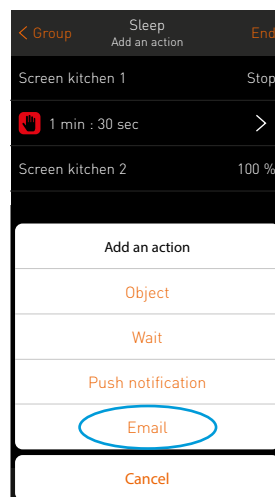 < Group Sleep End
Add an action
Screen kitchen 1 Stop
1 min : 30 sec
Screen kitchen 2 100 %
Add an action
Object
Wait
Push notification
Email
Cancel